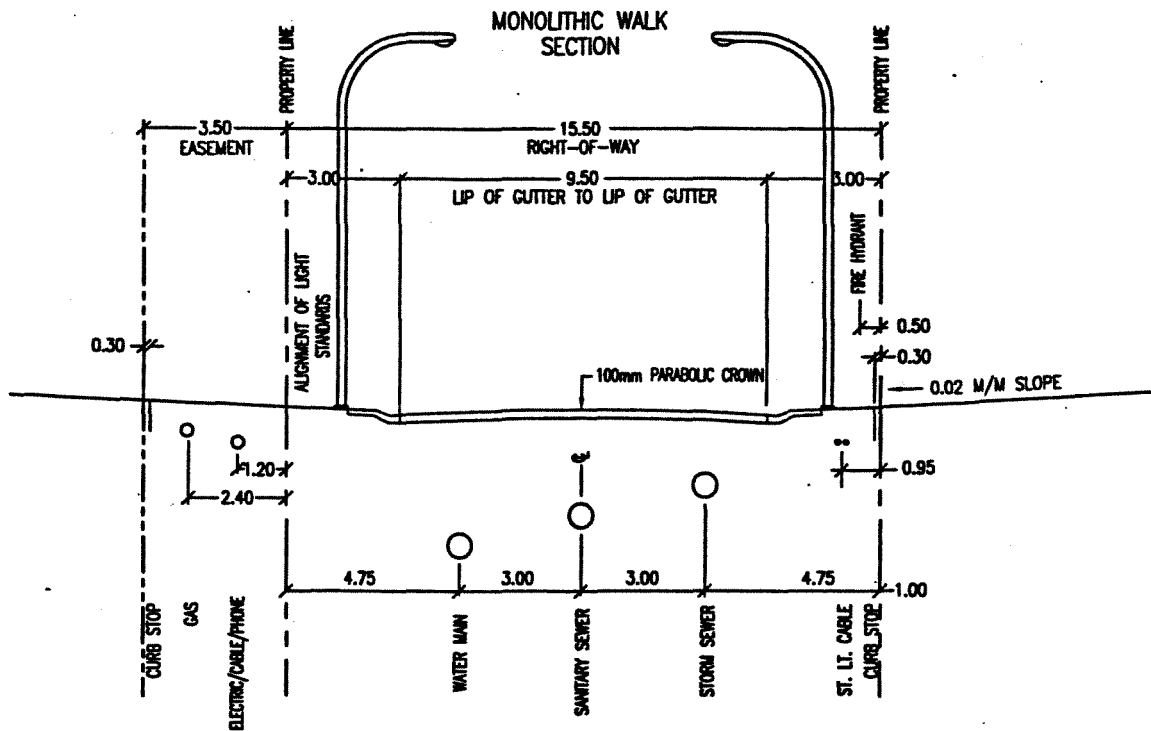 MONOLITHIC WALK
SECTION
PROPERTY LINE
PROPERTY LINE
3.50
EASEMENT
15.50
RIGHT-OF-WAY
3.00
9.50
3.00
LIP OF GUTTER TO LIP OF GUTTER
ALIGNMENT OF LIGHT
STANDARDS
FIRE HYDRANT
0.50
0.30
0.30
100mm PARABOLIC CROWN
0.02 M/M SLOPE
1.20
0.95
2.40
4.75
3.00
3.00
4.75
1.00
CURB STOP
GAS
ELECTRIC/CABLE/PHONE
WATER MAIN
SANITARY SEWER
STORM SEWER
ST. LT. CABLE
CURB STOP